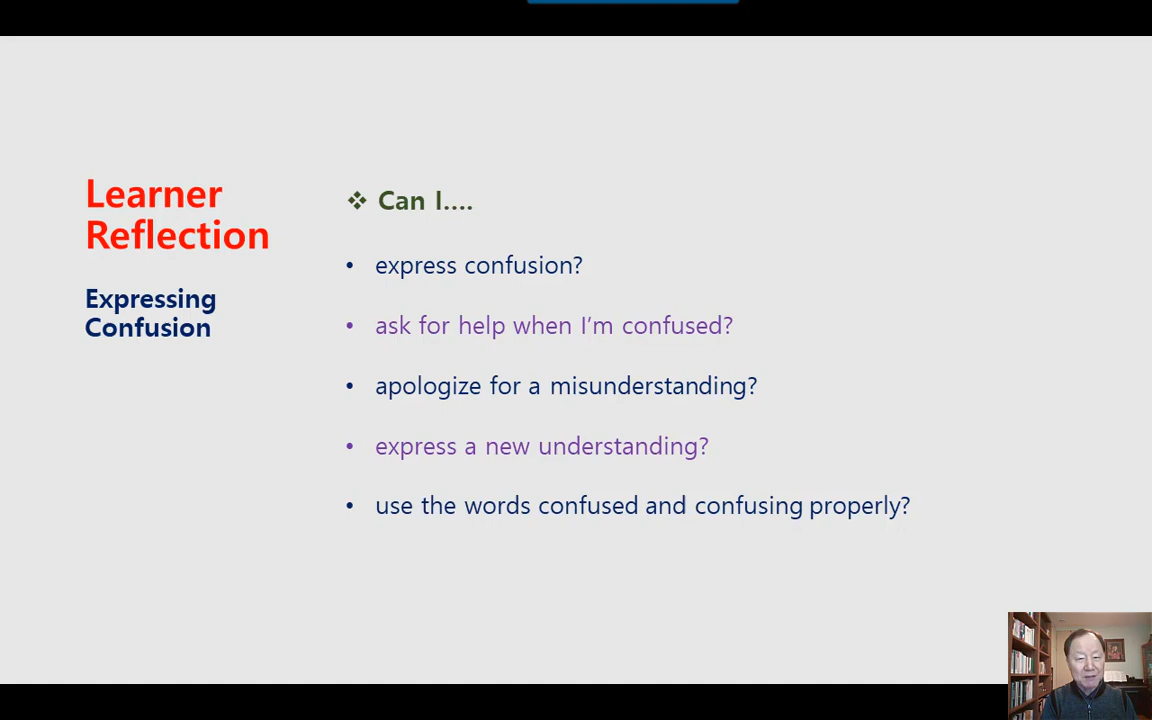 Learner
Reflection
Expressing
Confusion
❖ Can I....
• express confusion?
• ask for help when I’m confused?
• apologize for a misunderstanding?
• express a new understanding?
• use the words confused and confusing properly?